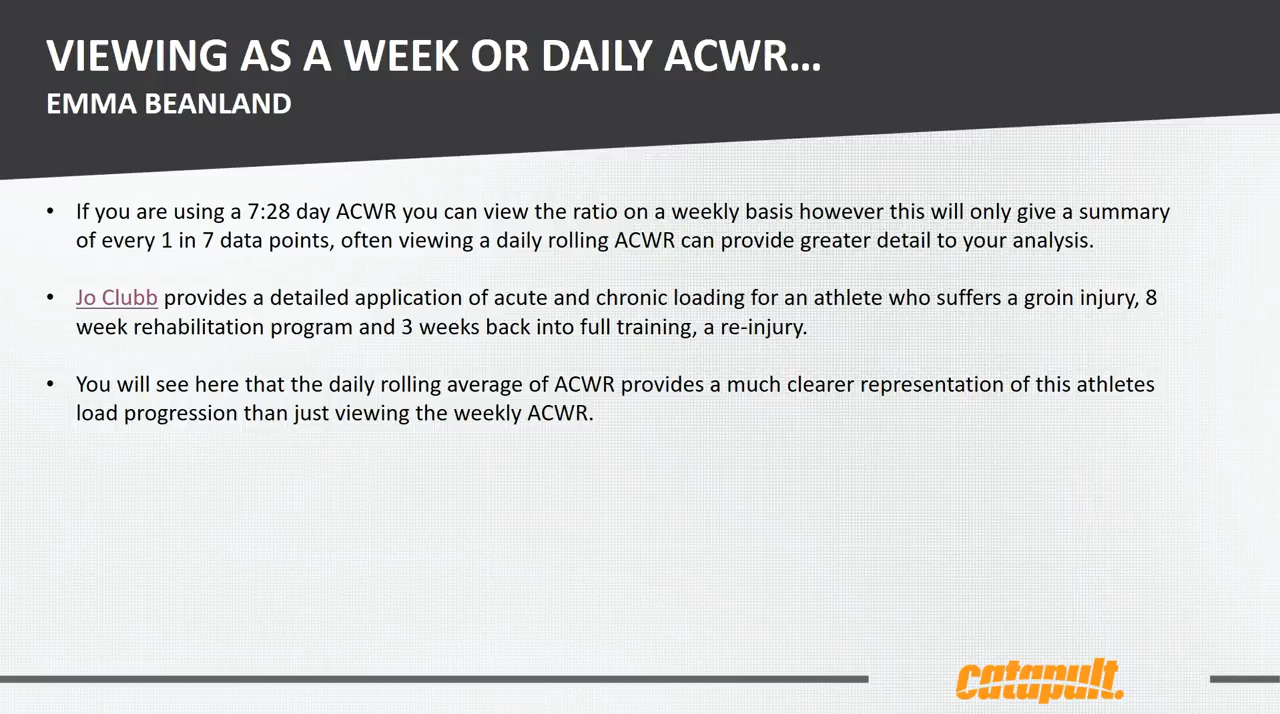 VIEWING AS A WEEK OR DAILY ACWR...
EMMA BEANLAND
• If you are using a 7:28 day ACWR you can view the ratio on a weekly basis however this will only give a summary
of every 1 in 7 data points, often viewing a daily rolling ACWR can provide greater detail to your analysis.
• Jo Clubb provides a detailed application of acute and chronic loading for an athlete who suffers a groin injury, 8
week rehabilitation program and 3 weeks back into full training, a re-injury.
• You will see here that the daily rolling average of ACWR provides a much clearer representation of this athletes
load progression than just viewing the weekly ACWR.
catapult.